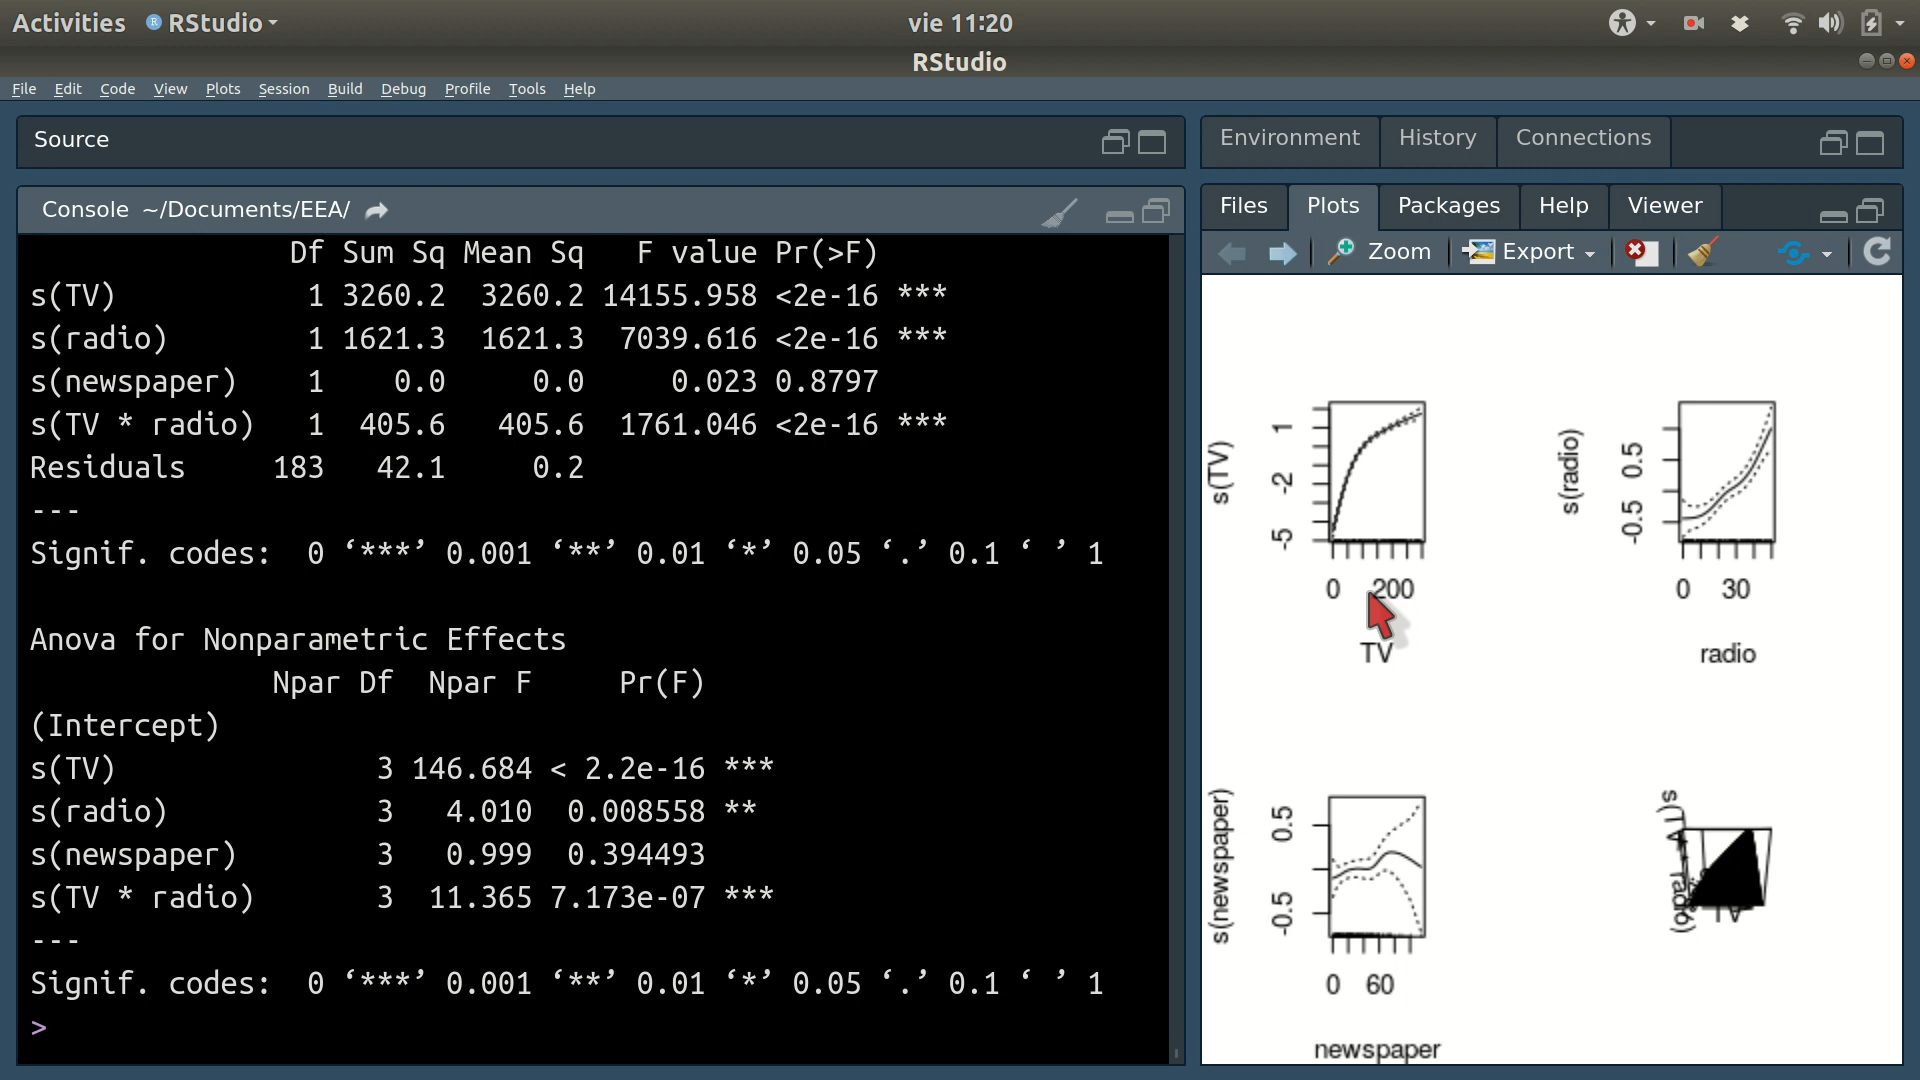 Activities RStudio vie 11:20
RStudio
File Edit Code View Plots Session Build Debug Profile Tools Help
Source
Console ~/Documents/EEA/
Df Sum Sq Mean Sq F value Pr(>F)
s(TV) 1 3260.2 3260.2 14155.958 <2e-16 ***
s(radio) 1 1621.3 1621.3 7039.616 <2e-16 ***
s(newspaper) 1 0.0 0.0 0.023 0.8797
s(TV * radio) 1 405.6 405.6 1761.046 <2e-16 ***
Residuals 183 42.1 0.2
---
Signif. codes: 0 ‘***’ 0.001 ‘**’ 0.01 ‘*’ 0.05 ‘.’ 0.1 ‘ ’ 1
Anova for Nonparametric Effects
Npar Df Npar F Pr(F)
(Intercept)
s(TV) 3 146.684 < 2.2e-16 ***
s(radio) 3 4.010 0.008558 **
s(newspaper) 3 0.999 0.394493
s(TV * radio) 3 11.365 7.173e-07 ***
---
Signif. codes: 0 ‘***’ 0.001 ‘**’ 0.01 ‘*’ 0.05 ‘.’ 0.1 ‘ ’ 1
>
Environment History Connections
Files Plots Packages Help Viewer
Zoom Export
s(TV)
1
-2
-5
0 200
TV
s(radio)
0.5
-0.5
0 30
radio
s(newspaper)
0.5
-0.5
0 60
newspaper
radio)